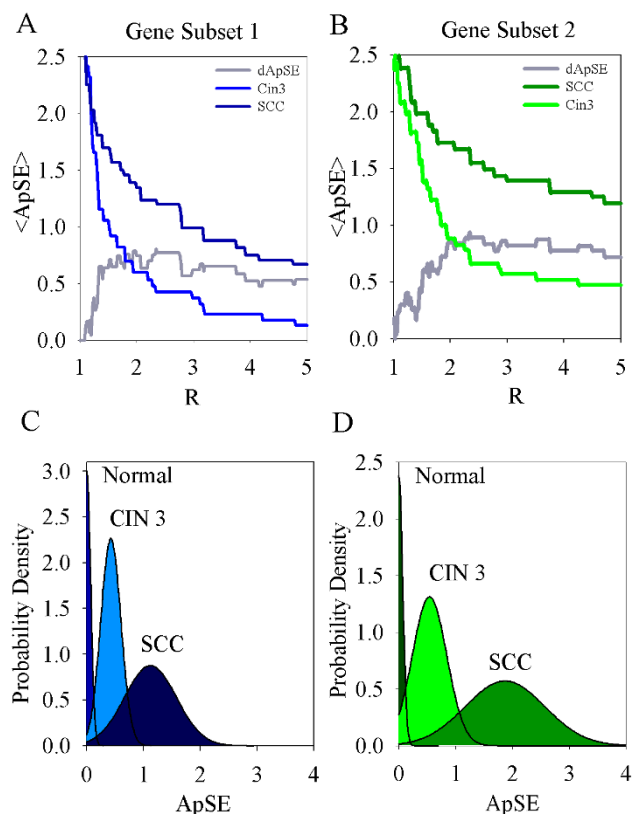 A
Gene Subset 1
2.5
2.0
1.5
1.0
0.5
0.0
<ApSE>
dApSE
Cin3
SCC
1 2 3 4 5
R
B
Gene Subset 2
2.5
2.0
1.5
1.0
0.5
0.0
<ApSE>
dApSE
SCC
Cin3
1 2 3 4 5
R
C
3.0
2.5
2.0
1.5
1.0
0.5
0.0
Probability Density
Normal
CIN 3
SCC
0 1 2 3 4
ApSE
D
2.5
2.0
1.5
1.0
0.5
0.0
Probability Density
Normal
CIN 3
SCC
0 1 2 3 4
ApSE